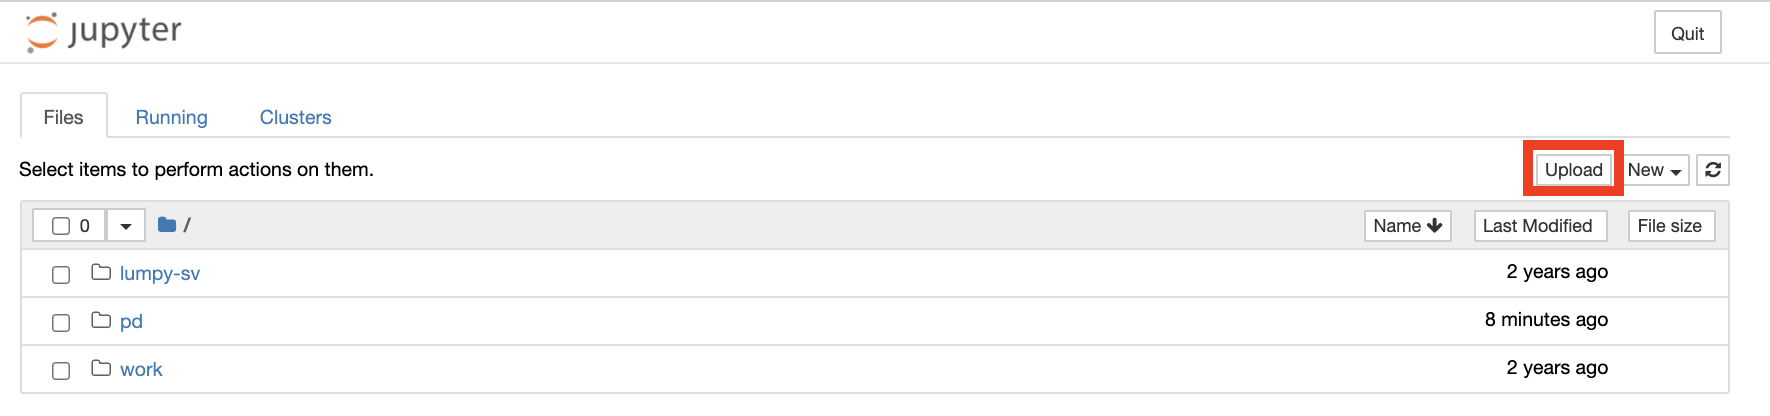 jupyter
Quit
Files Running Clusters
Select items to perform actions on them.
Upload New
0 / Name Last Modified File size
lumpy-sv 2 years ago
pd 8 minutes ago
work 2 years ago